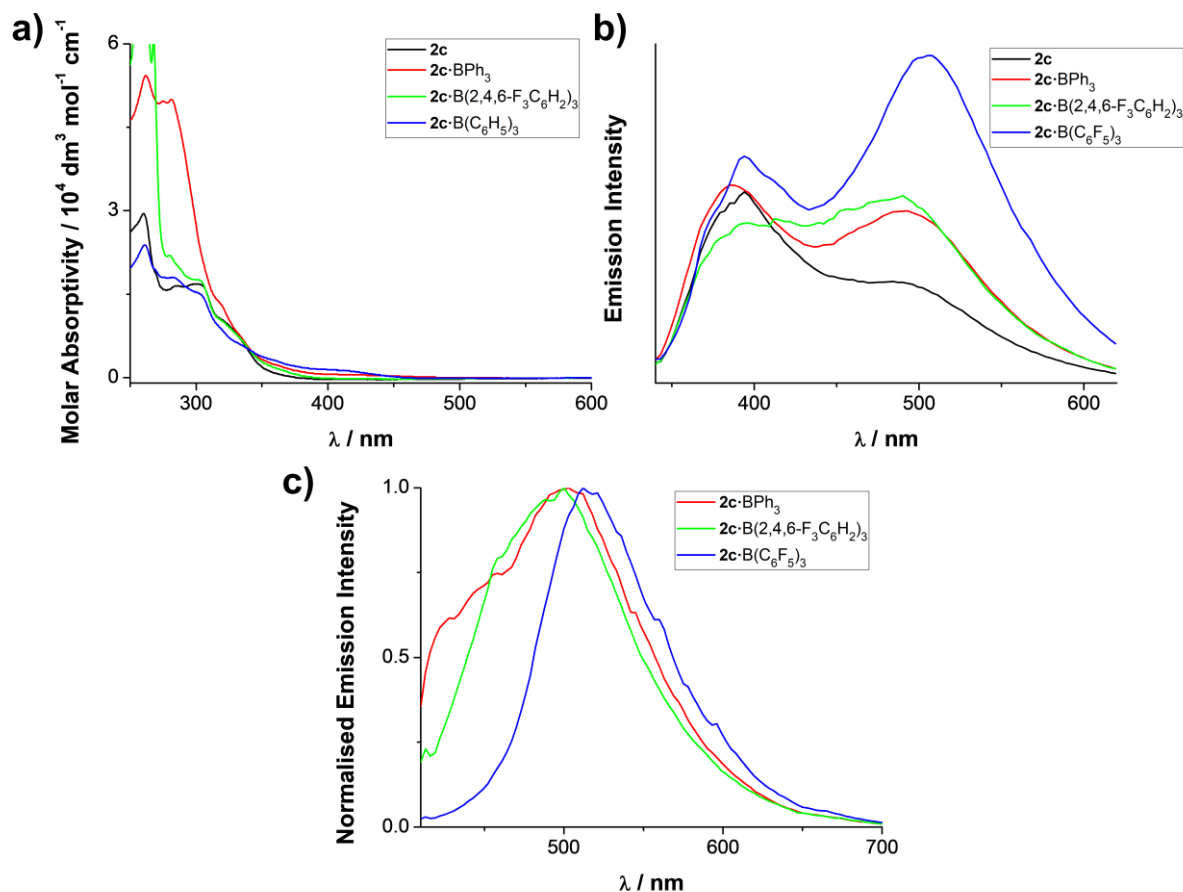 a)
Molar Absorptivity / 10⁴ dm³ mol⁻¹ cm⁻¹
6
3
0
300
400
500
600
λ / nm
2c
2c·BPh₃
2c·B(2,4,6-F₃C₆H₂)₃
2c·B(C₆H₅)₃
b)
Emission Intensity
400
500
600
λ / nm
2c
2c·BPh₃
2c·B(2,4,6-F₃C₆H₂)₃
2c·B(C₆F₅)₃
c)
Normalised Emission Intensity
1.0
0.5
0.0
500
600
700
λ / nm
2c·BPh₃
2c·B(2,4,6-F₃C₆H₂)₃
2c·B(C₆F₅)₃